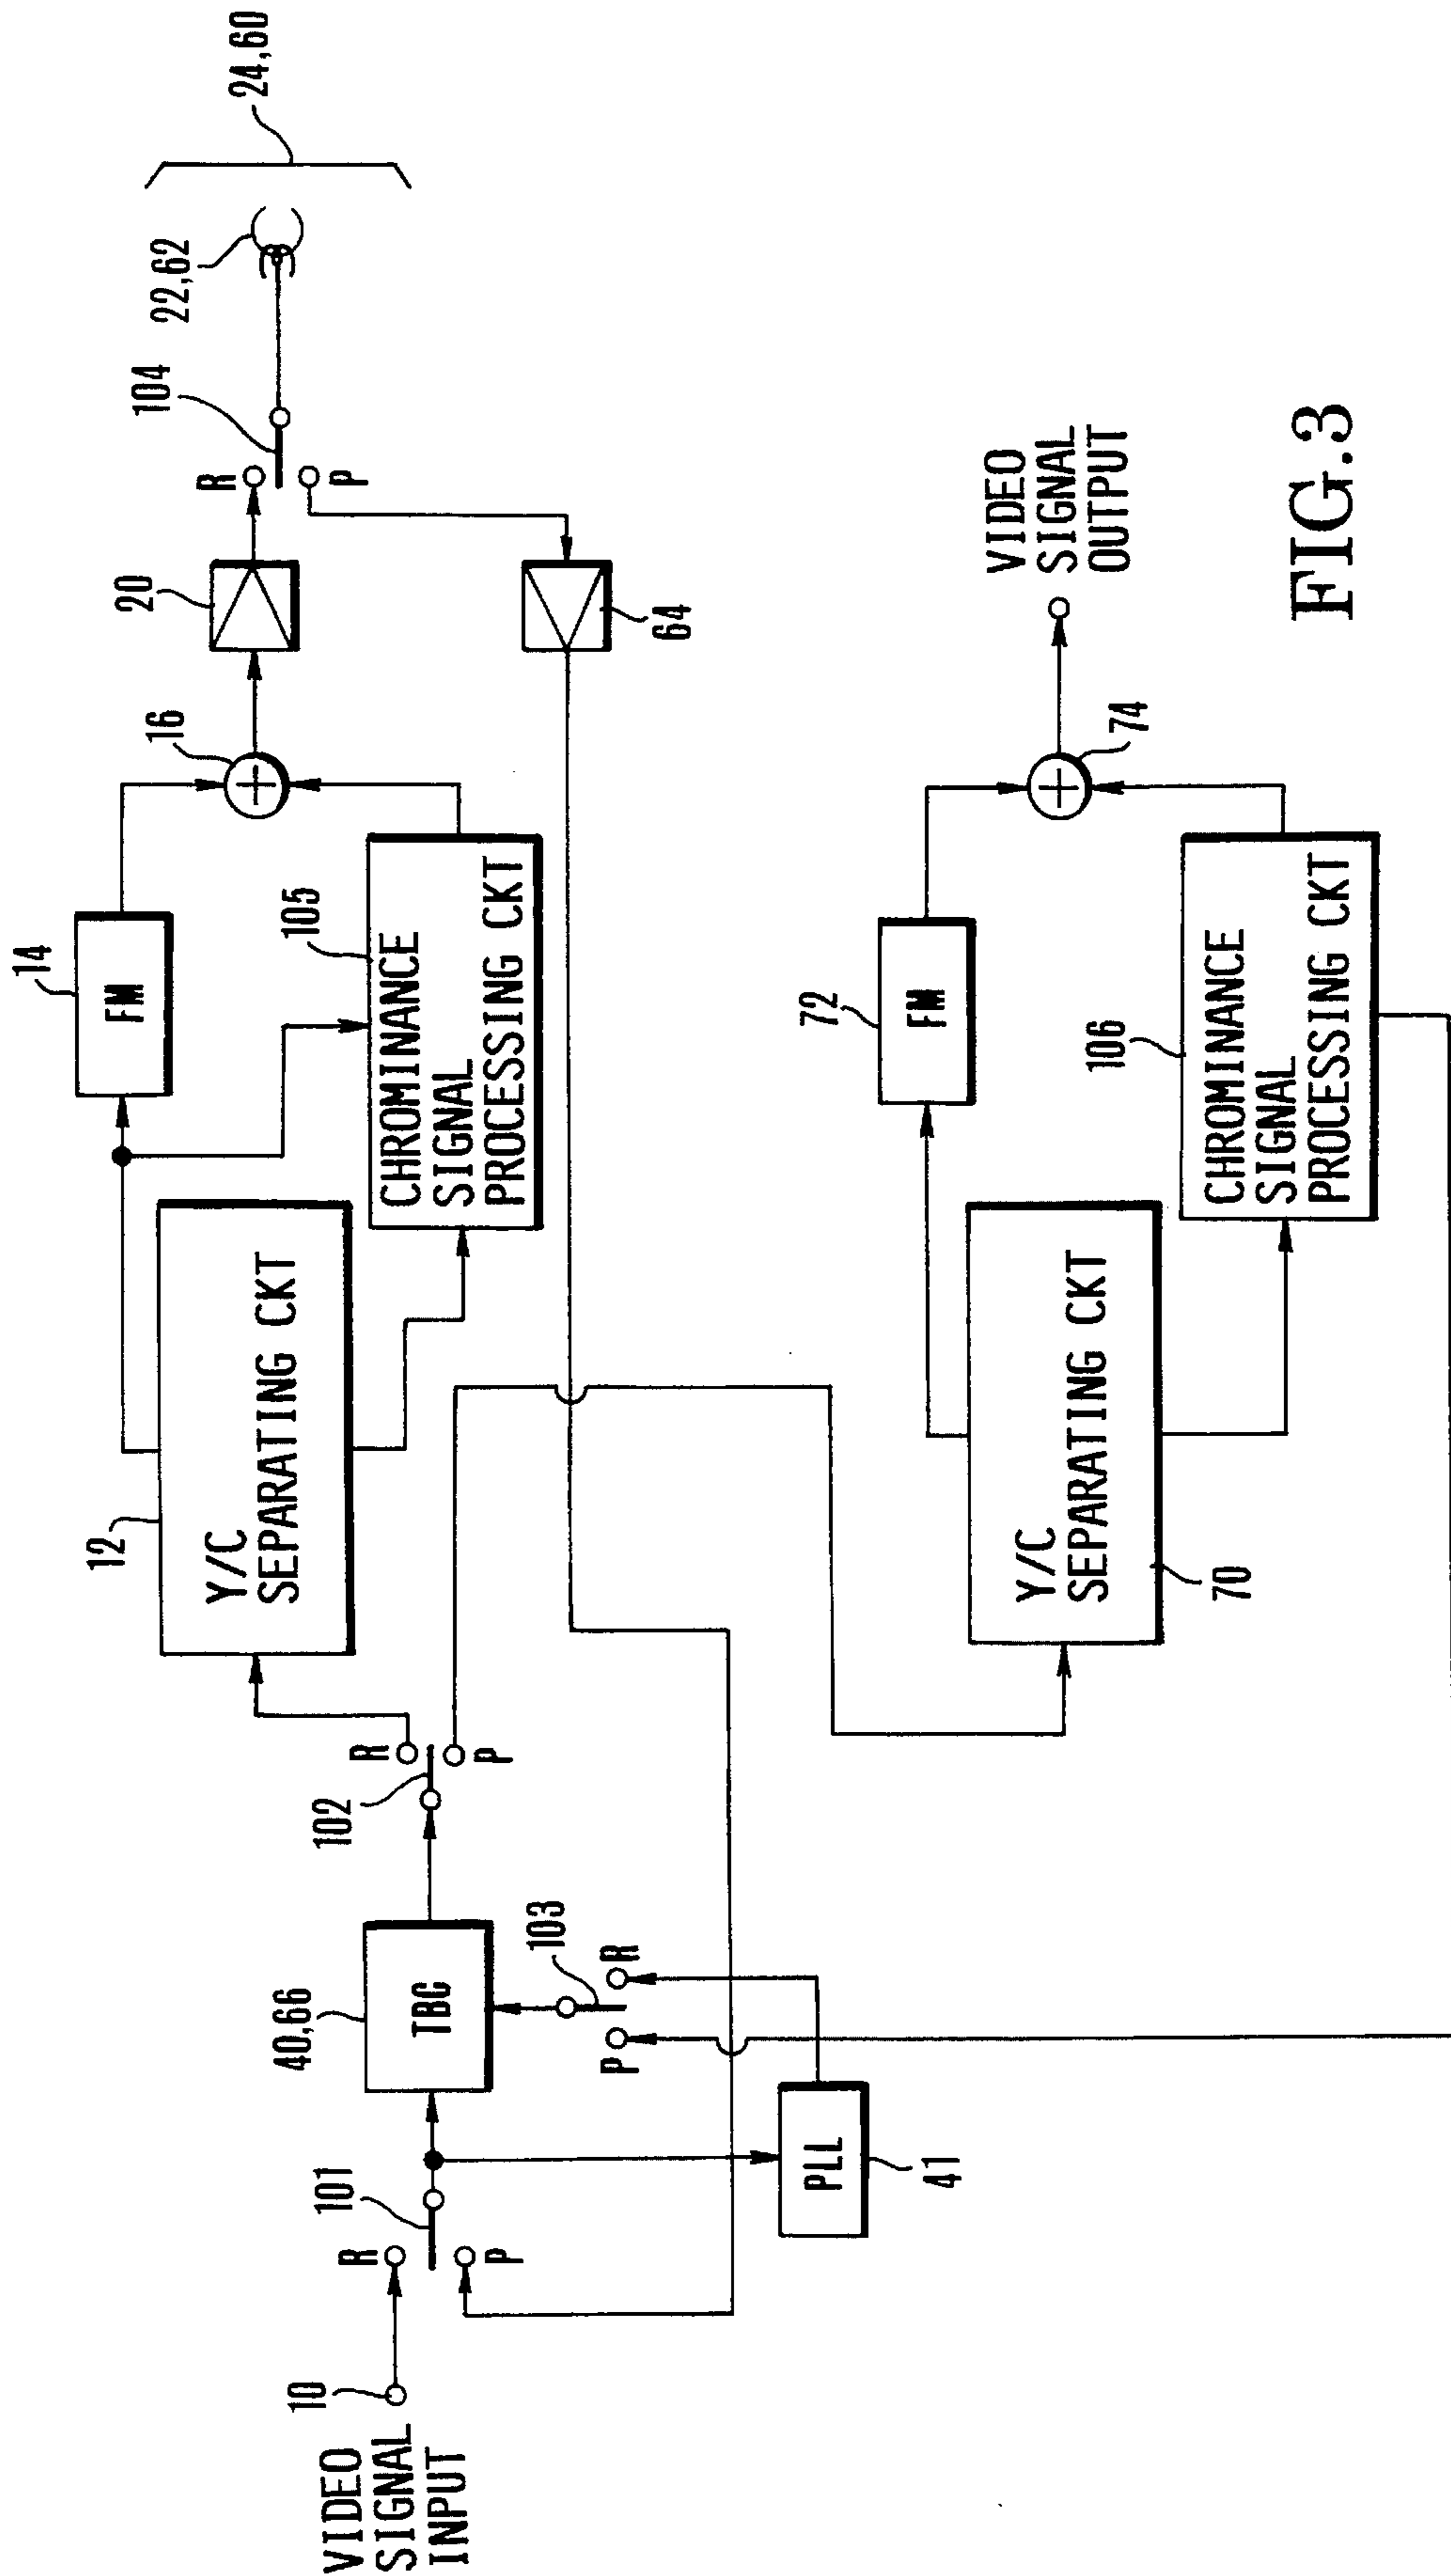 VIDEO
SIGNAL
INPUT
10
R
101
P
40,66
TBC
P
103
R
PLL
41
102
R
P
12
Y/C
SEPARATING CKT
14
FM
105
CHROMINANCE
SIGNAL
PROCESSING CKT
16
20
64
R
104
P
22,62
24,60
Y/C
SEPARATING CKT
70
72
FM
106
CHROMINANCE
SIGNAL
PROCESSING CKT
74
VIDEO
SIGNAL
OUTPUT
FIG.3